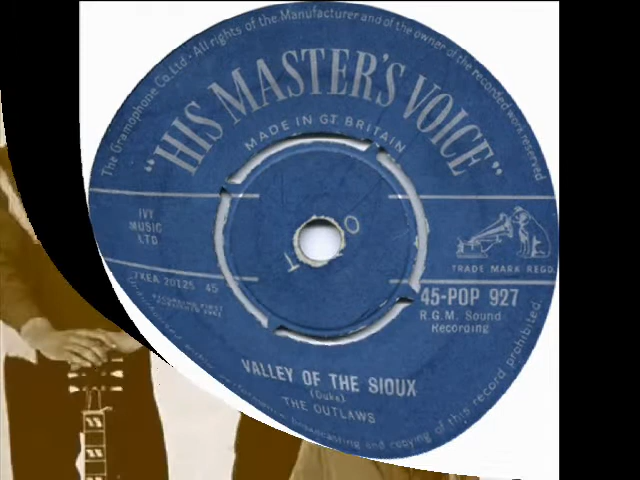 The Gramophone Co. Ltd · All rights of the Manufacturer and of the owner of the recorded work reserved
"HIS MASTER'S VOICE"
MADE IN GT. BRITAIN
IVY
MUSIC
LTD
TRADE MARK REGD.
7XEA 20125 45
45-POP 927
R.G.M. Sound
Recording
VALLEY OF THE SIOUX
(Duke)
THE OUTLAWS
broadcasting and copying of this record prohibited.